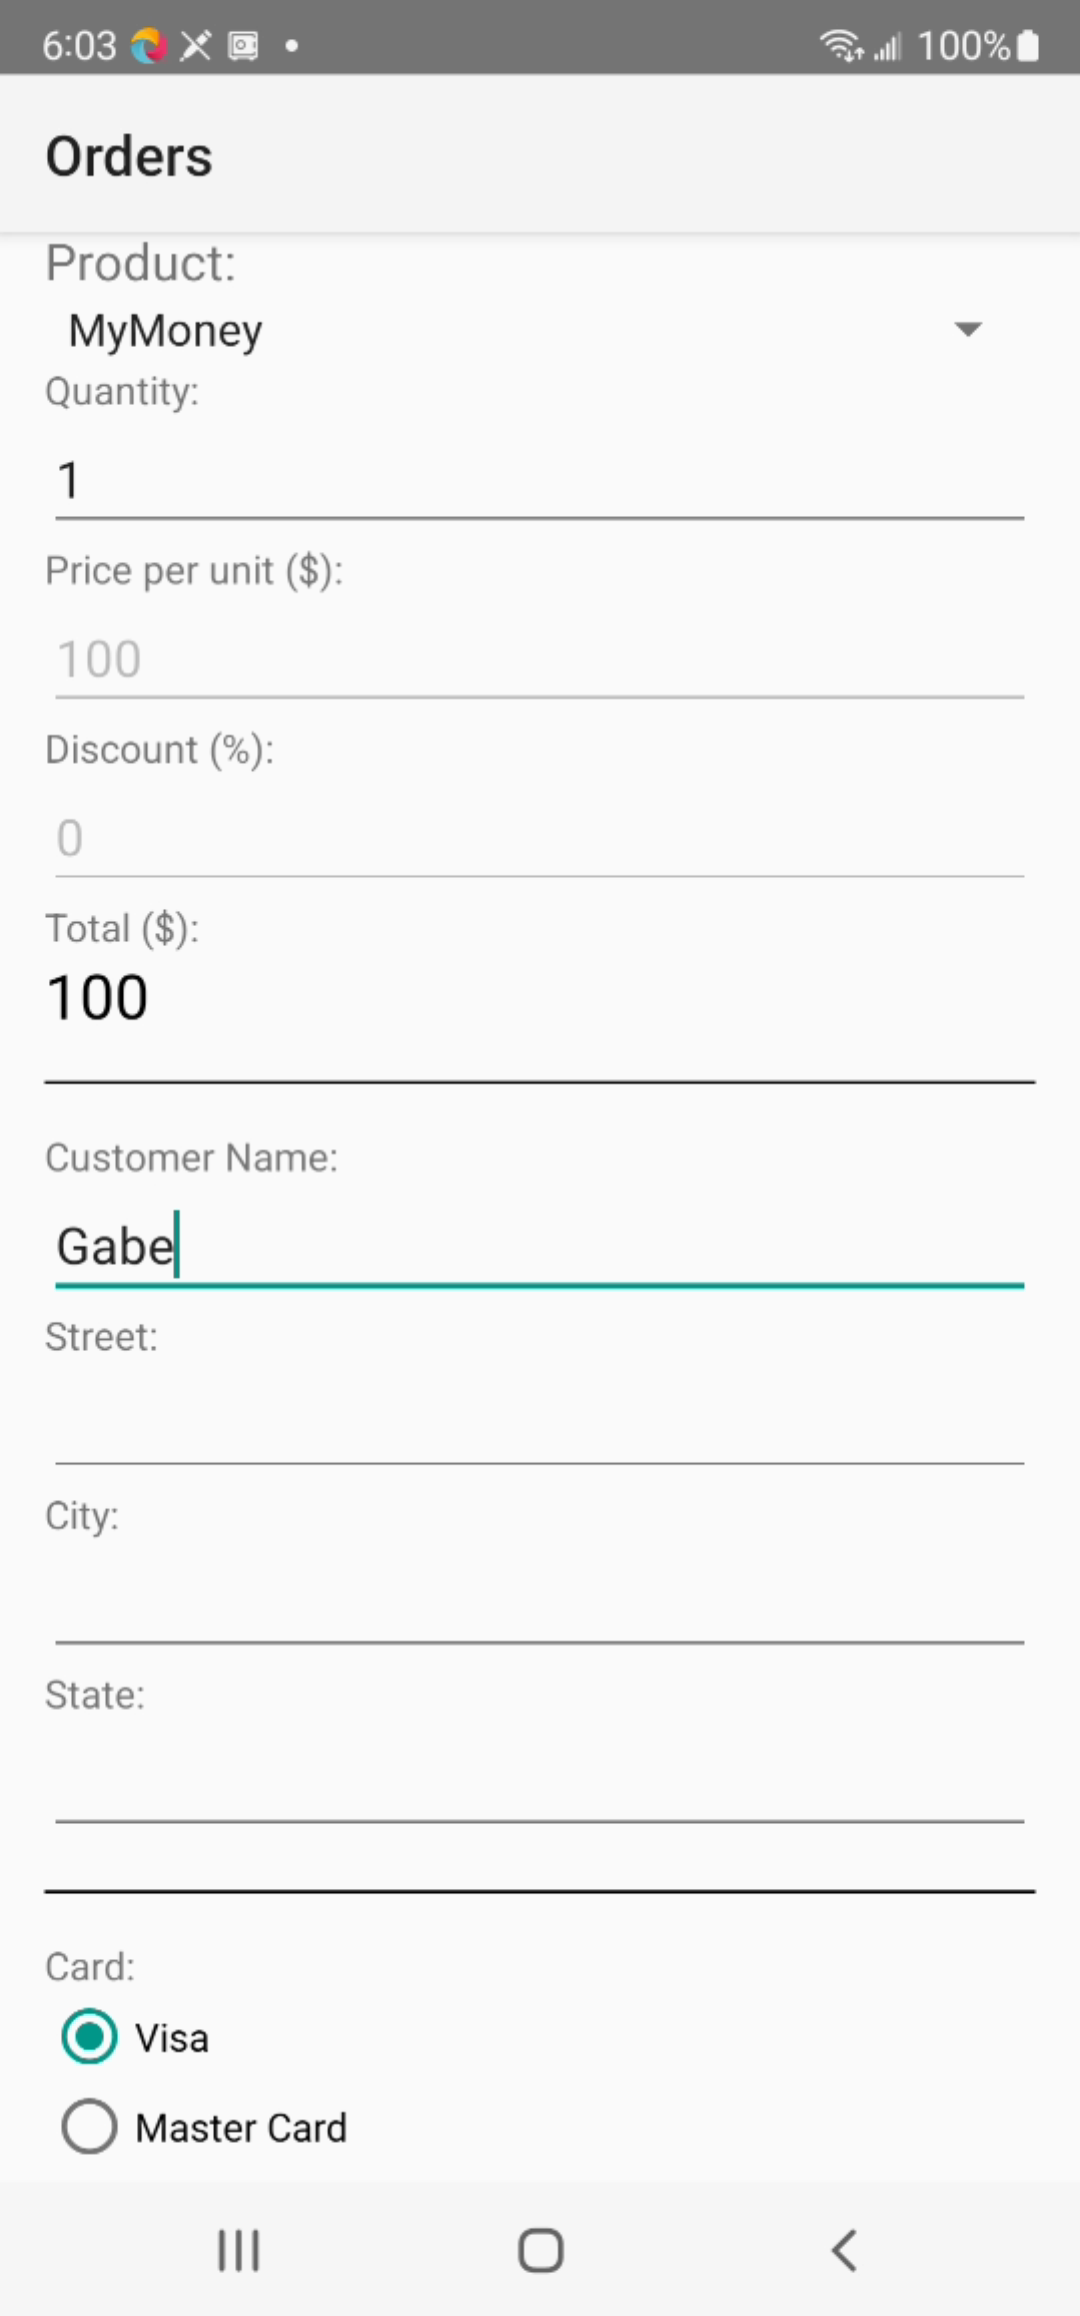 6:03 100%
Orders
Product:
MyMoney
Quantity:
1
Price per unit ($):
100
Discount (%):
0
Total ($):
100
Customer Name:
Gabe
Street:
City:
State:
Card:
Visa
Master Card